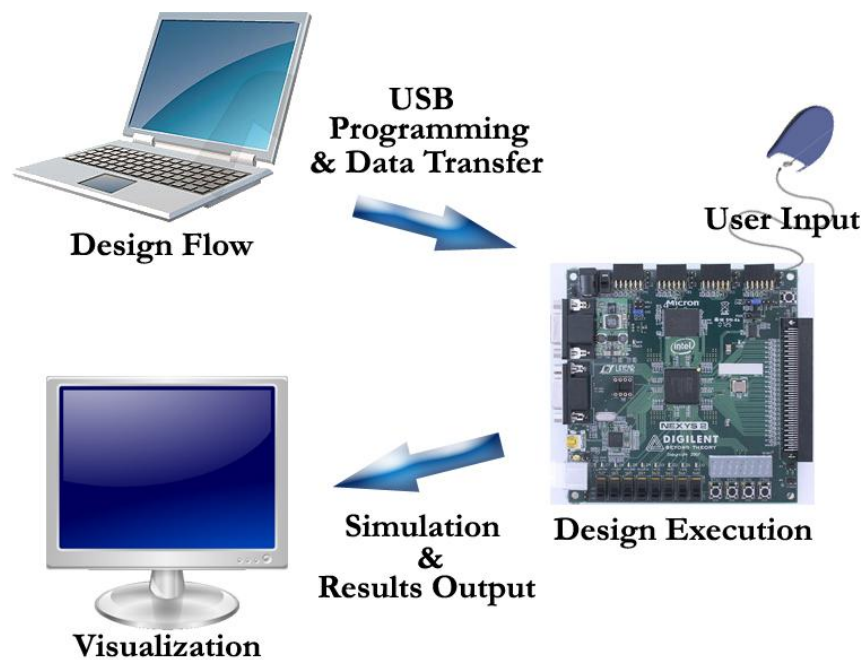 USB
Programming
& Data Transfer
User Input
Design Flow
Micron
intel
NEXYS 2
DIGILENT
BEYOND THEORY
Simulation
&
Results Output
Design Execution
Visualization